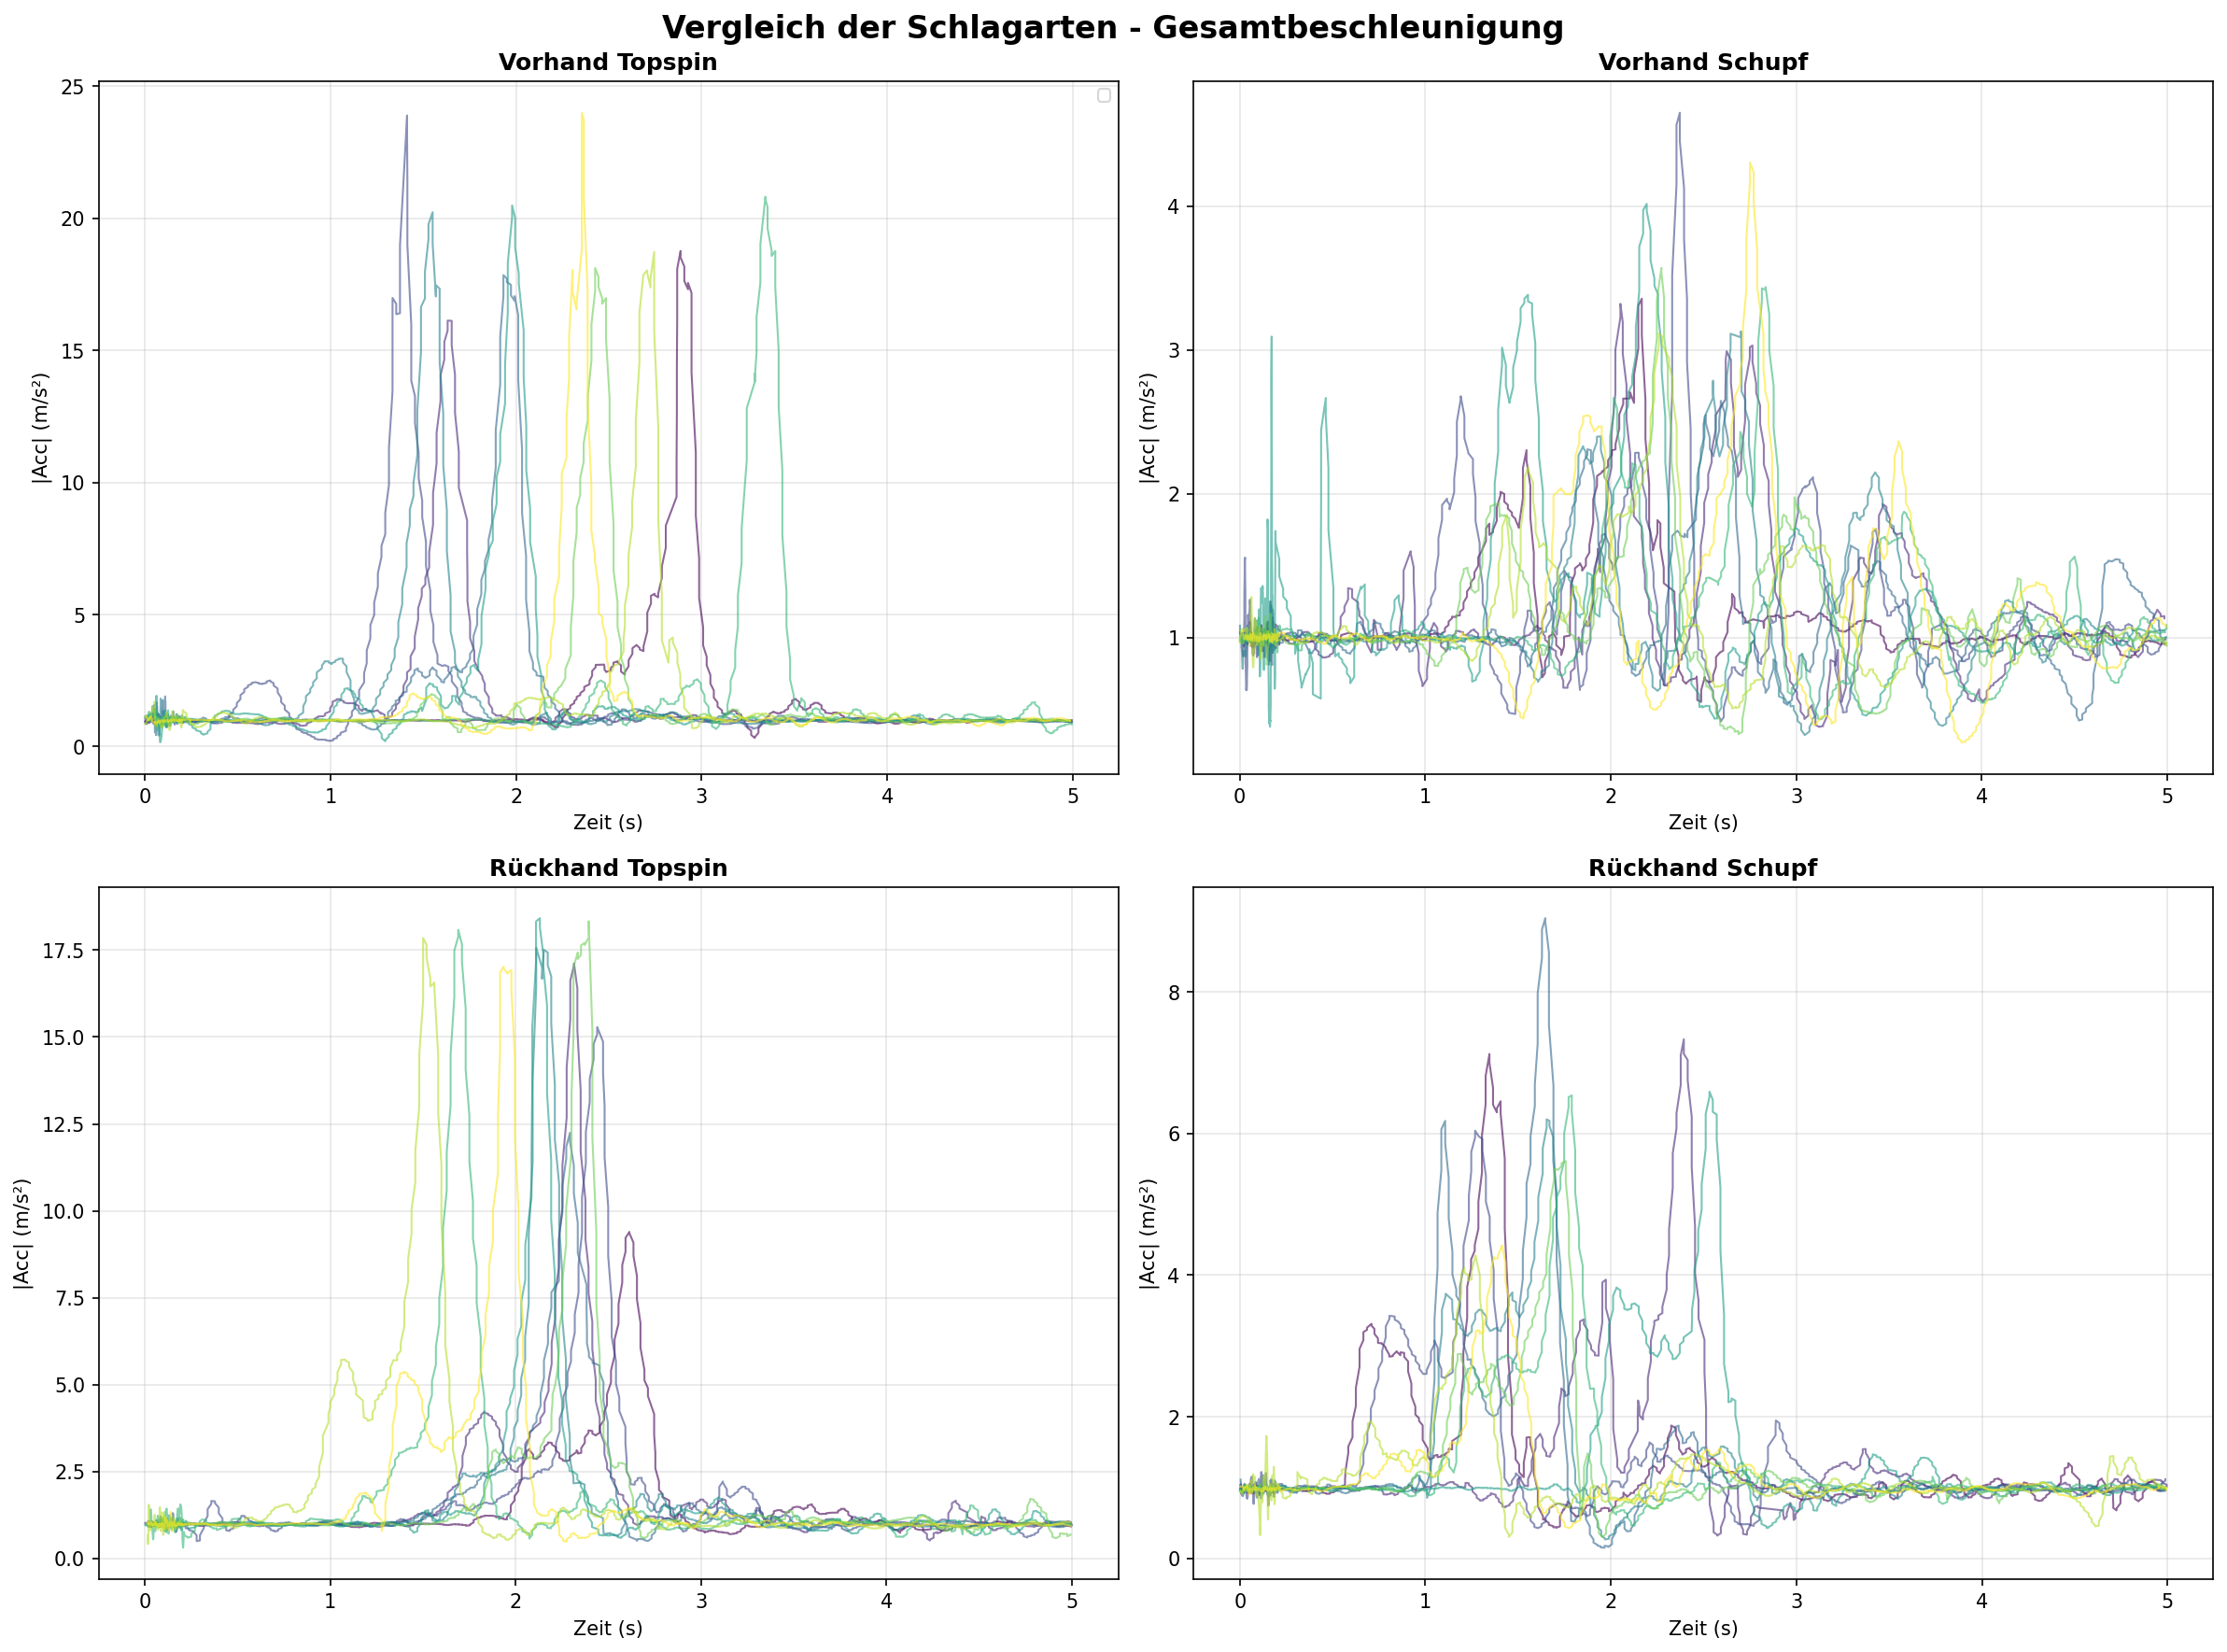 Vergleich der Schlagarten - Gesamtbeschleunigung
Vorhand Topspin
|Acc| (m/s²)
25
20
15
10
5
0
0 1 2 3 4 5
Zeit (s)
Vorhand Schupf
|Acc| (m/s²)
4
3
2
1
0 1 2 3 4 5
Zeit (s)
Rückhand Topspin
|Acc| (m/s²)
17.5
15.0
12.5
10.0
7.5
5.0
2.5
0.0
0 1 2 3 4 5
Zeit (s)
Rückhand Schupf
|Acc| (m/s²)
8
6
4
2
0
0 1 2 3 4 5
Zeit (s)